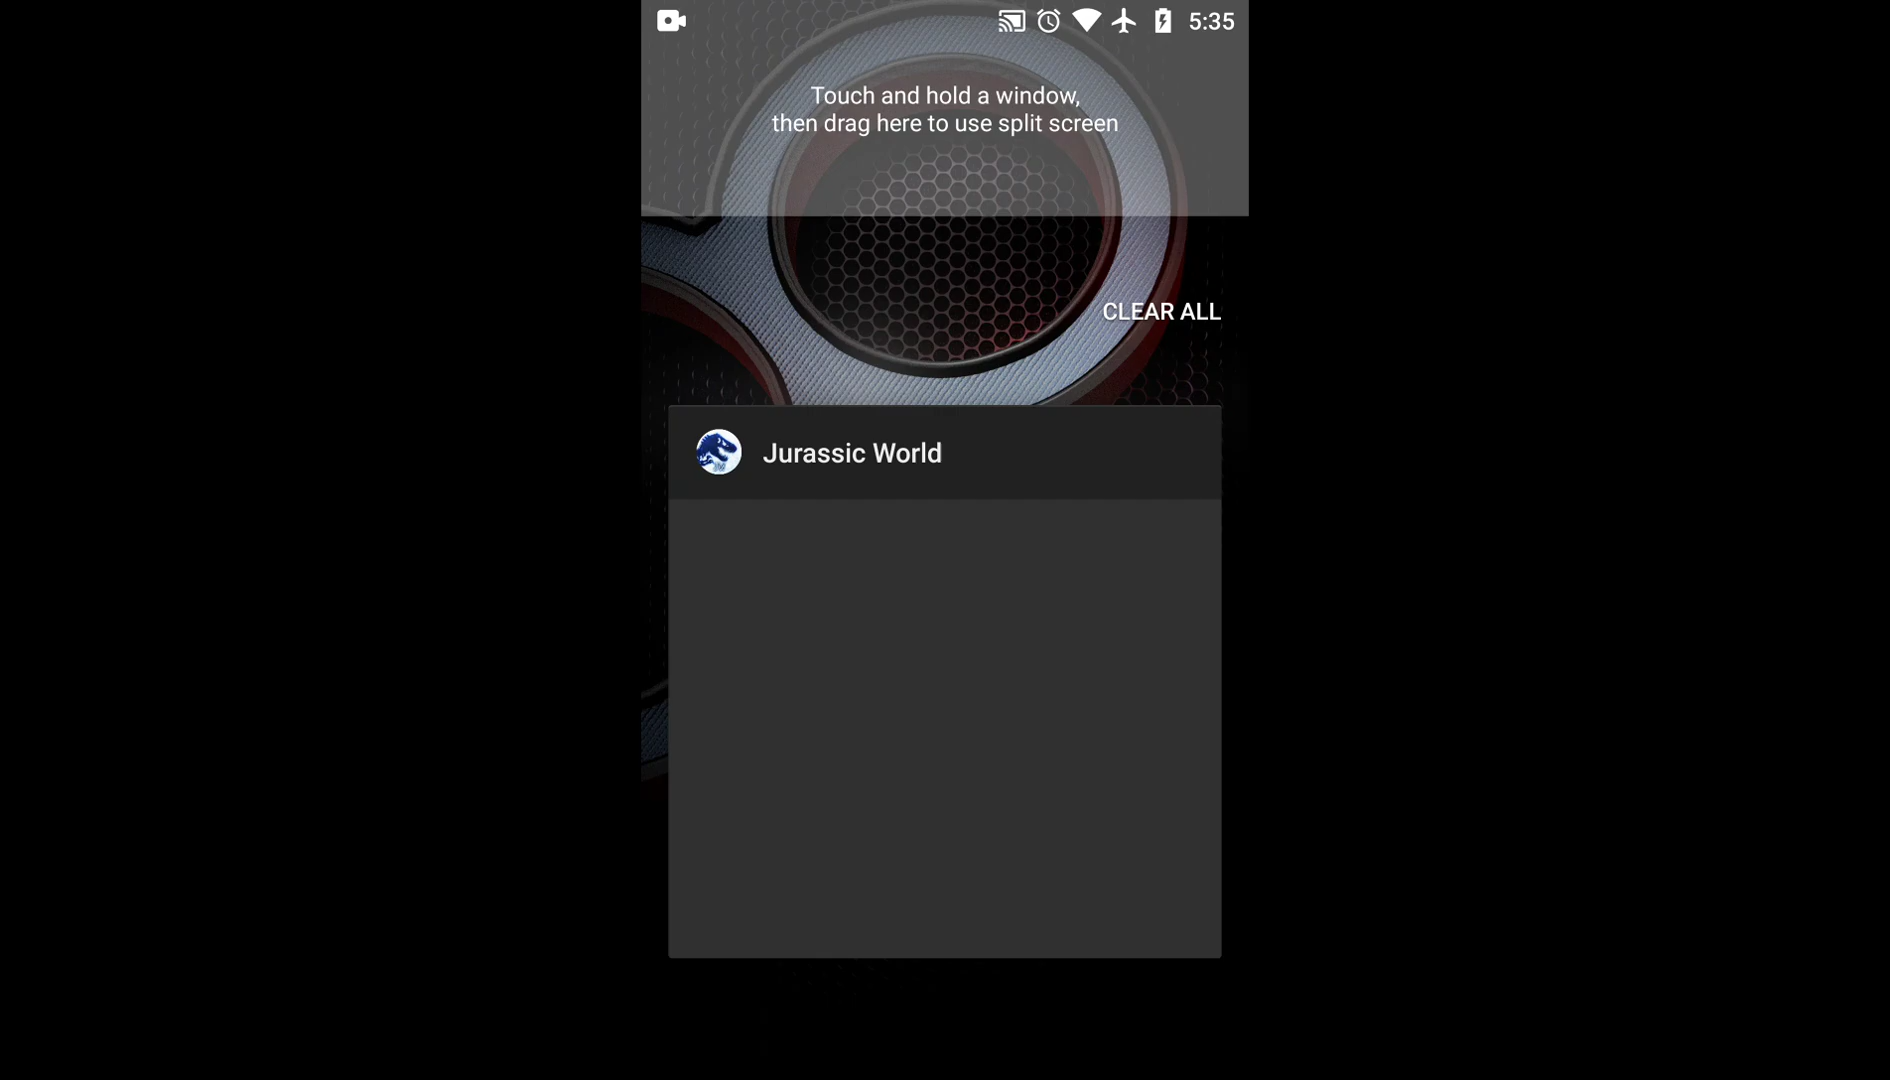 5:35
Touch and hold a window,
then drag here to use split screen
CLEAR ALL
Jurassic World